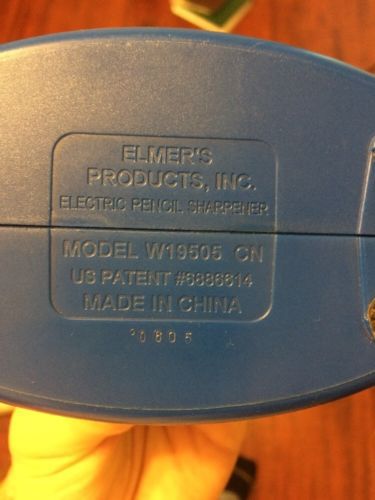 ELMER'S
PRODUCTS, INC.
ELECTRIC PENCIL SHARPENER
MODEL W19505 CN
US PATENT #6886614
MADE IN CHINA